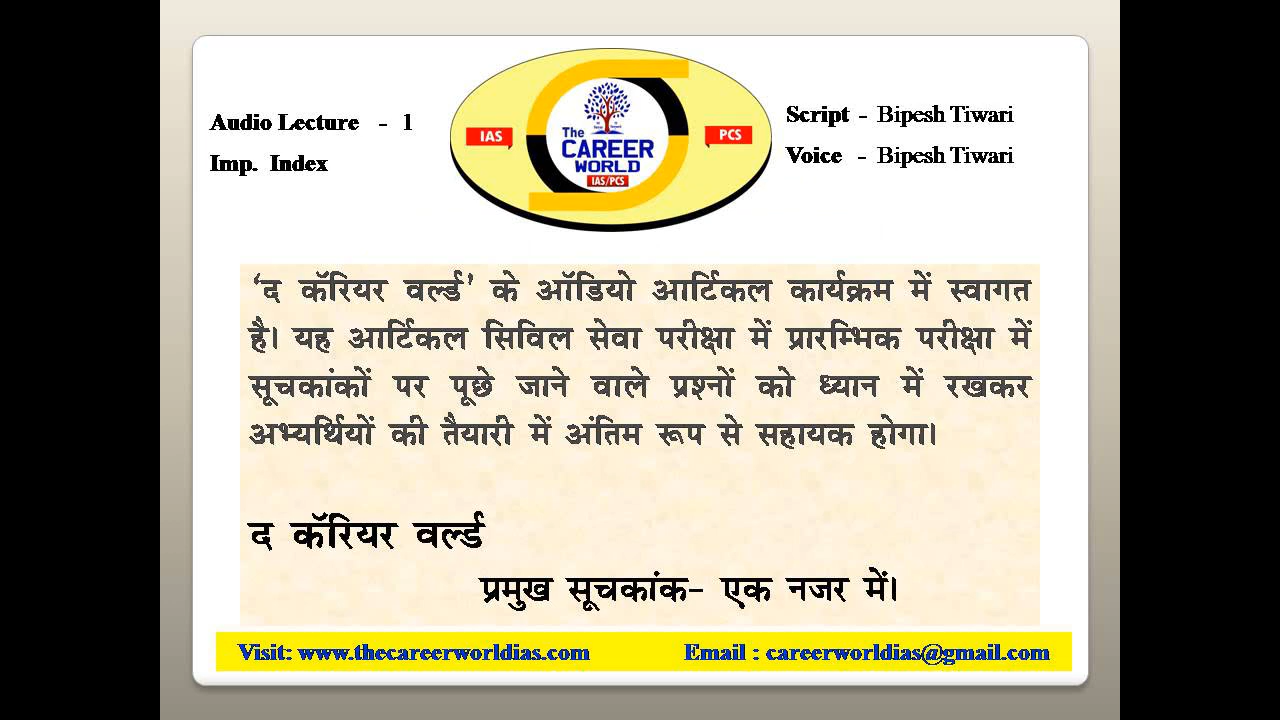 Audio Lecture - 1
Imp. Index
IAS
The
CAREER
WORLD
IAS/PCS
PCS
Script - Bipesh Tiwari
Voice - Bipesh Tiwari
‘द कॅरियर वर्ल्ड’ के ऑडियो आर्टिकल कार्यक्रम में स्वागत
है। यह आर्टिकल सिविल सेवा परीक्षा में प्रारम्भिक परीक्षा में
सूचकांकों पर पूछे जाने वाले प्रश्नों को ध्यान में रखकर
अभ्यर्थियों की तैयारी में अंतिम रूप से सहायक होगा।
द कॅरियर वर्ल्ड
प्रमुख सूचकांक- एक नजर में।
Visit: www.thecareerworldias.com Email : careerworldias@gmail.com